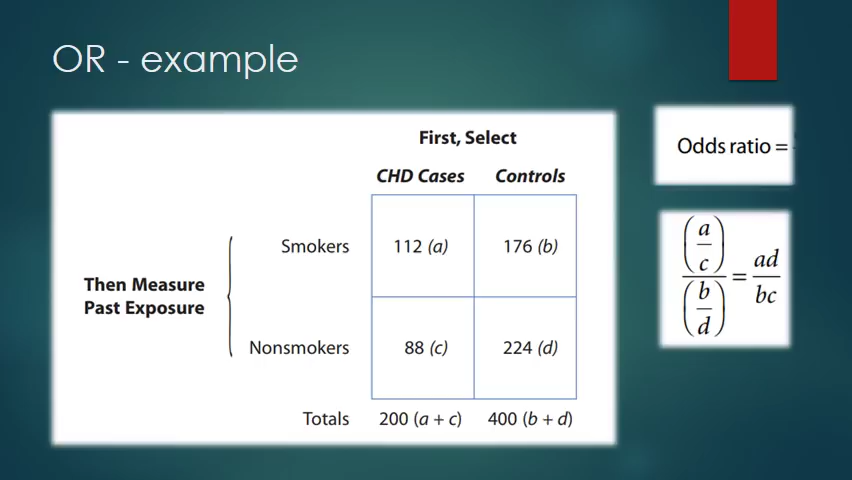 OR - example
First, Select
CHD Cases Controls
Smokers 112 (a) 176 (b)
Then Measure
Past Exposure
Nonsmokers 88 (c) 224 (d)
Totals 200 (a + c) 400 (b + d)
Odds ratio =
(a/c)/(b/d) = ad/bc